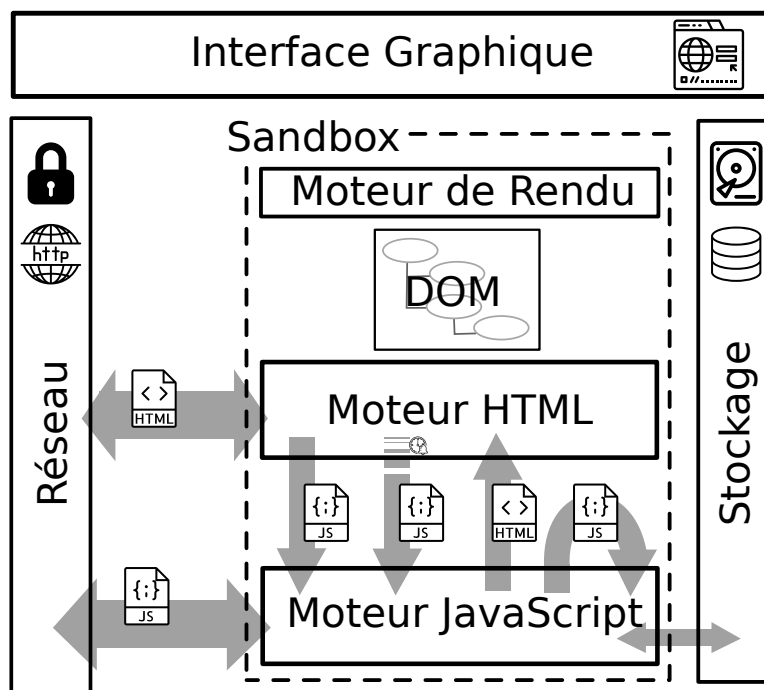 Interface Graphique
Sandbox
Moteur de Rendu
http
DOM
Réseau
Stockage
HTML
Moteur HTML
{;}
JS
{;}
JS
< >
HTML
{;}
JS
{;}
JS
Moteur JavaScript